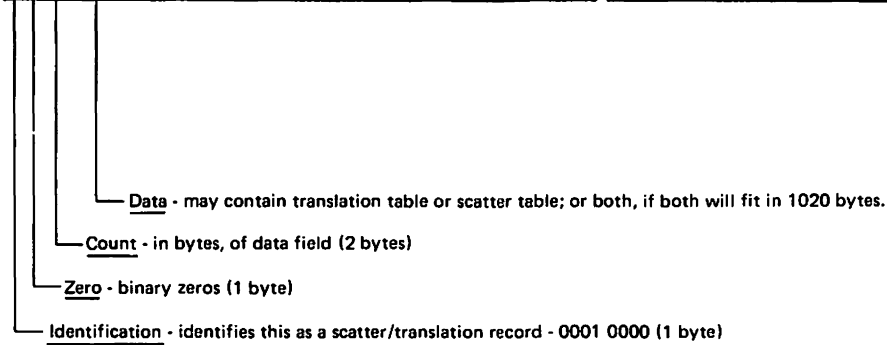 Data - may contain translation table or scatter table; or both, if both will fit in 1020 bytes.
Count - in bytes, of data field (2 bytes)
Zero - binary zeros (1 byte)
Identification - identifies this as a scatter/translation record - 0001 0000 (1 byte)